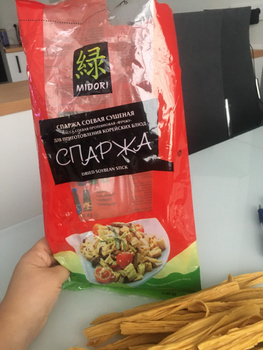 緑
MIDORI
СПАРЖА СОЕВАЯ СУШЕНАЯ
ДЛЯ ПРИГОТОВЛЕНИЯ КОРЕЙСКИХ БЛЮД
СПАРЖА
DRIED SOYBEAN STICK